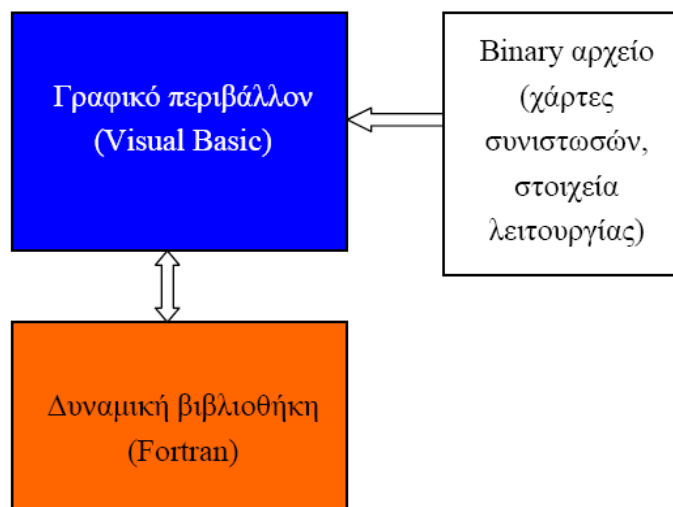 Γραφικό περιβάλλον
(Visual Basic)
Binary αρχείο
(χάρτες
συνιστωσών,
στοιχεία
λειτουργίας)
Δυναμική βιβλιοθήκη
(Fortran)